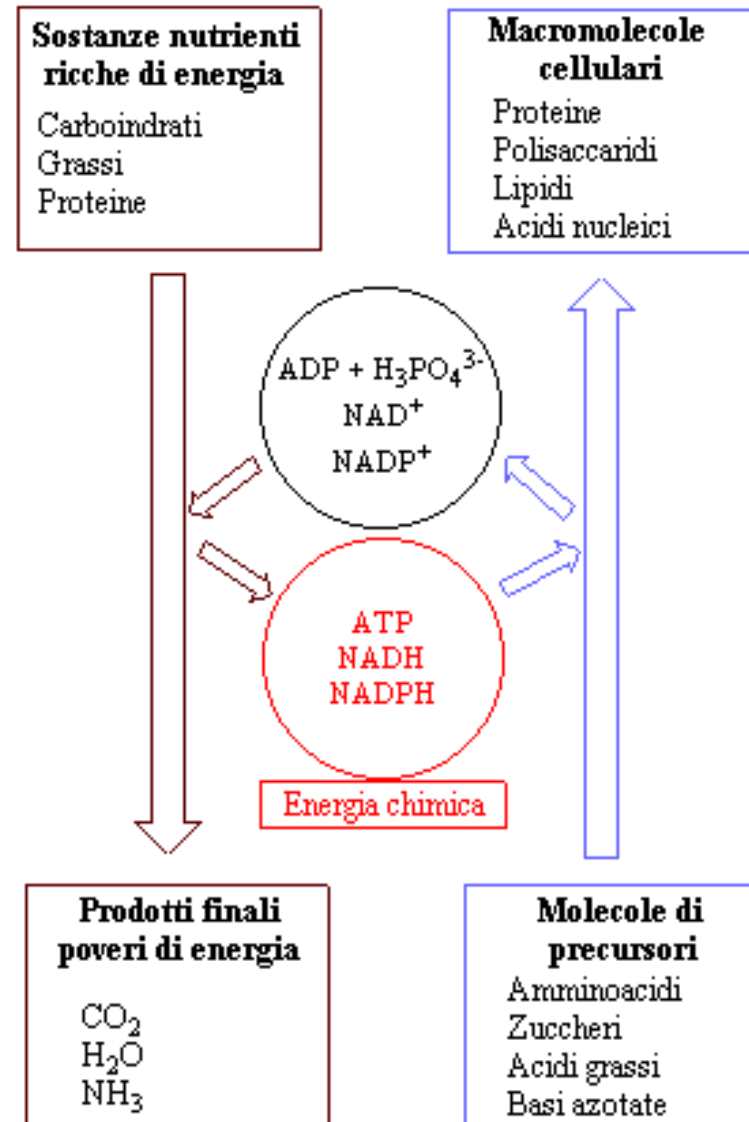 Sostanze nutrienti
ricche di energia
Carboindrati
Grassi
Proteine
Macromolecole
cellulari
Proteine
Polisaccaridi
Lipidi
Acidi nucleici
ADP + H₃PO₄³⁻
NAD⁺
NADP⁺
ATP
NADH
NADPH
Energia chimica
Prodotti finali
poveri di energia
CO₂
H₂O
NH₃
Molecole di
precursori
Amminoacidi
Zuccheri
Acidi grassi
Basi azotate